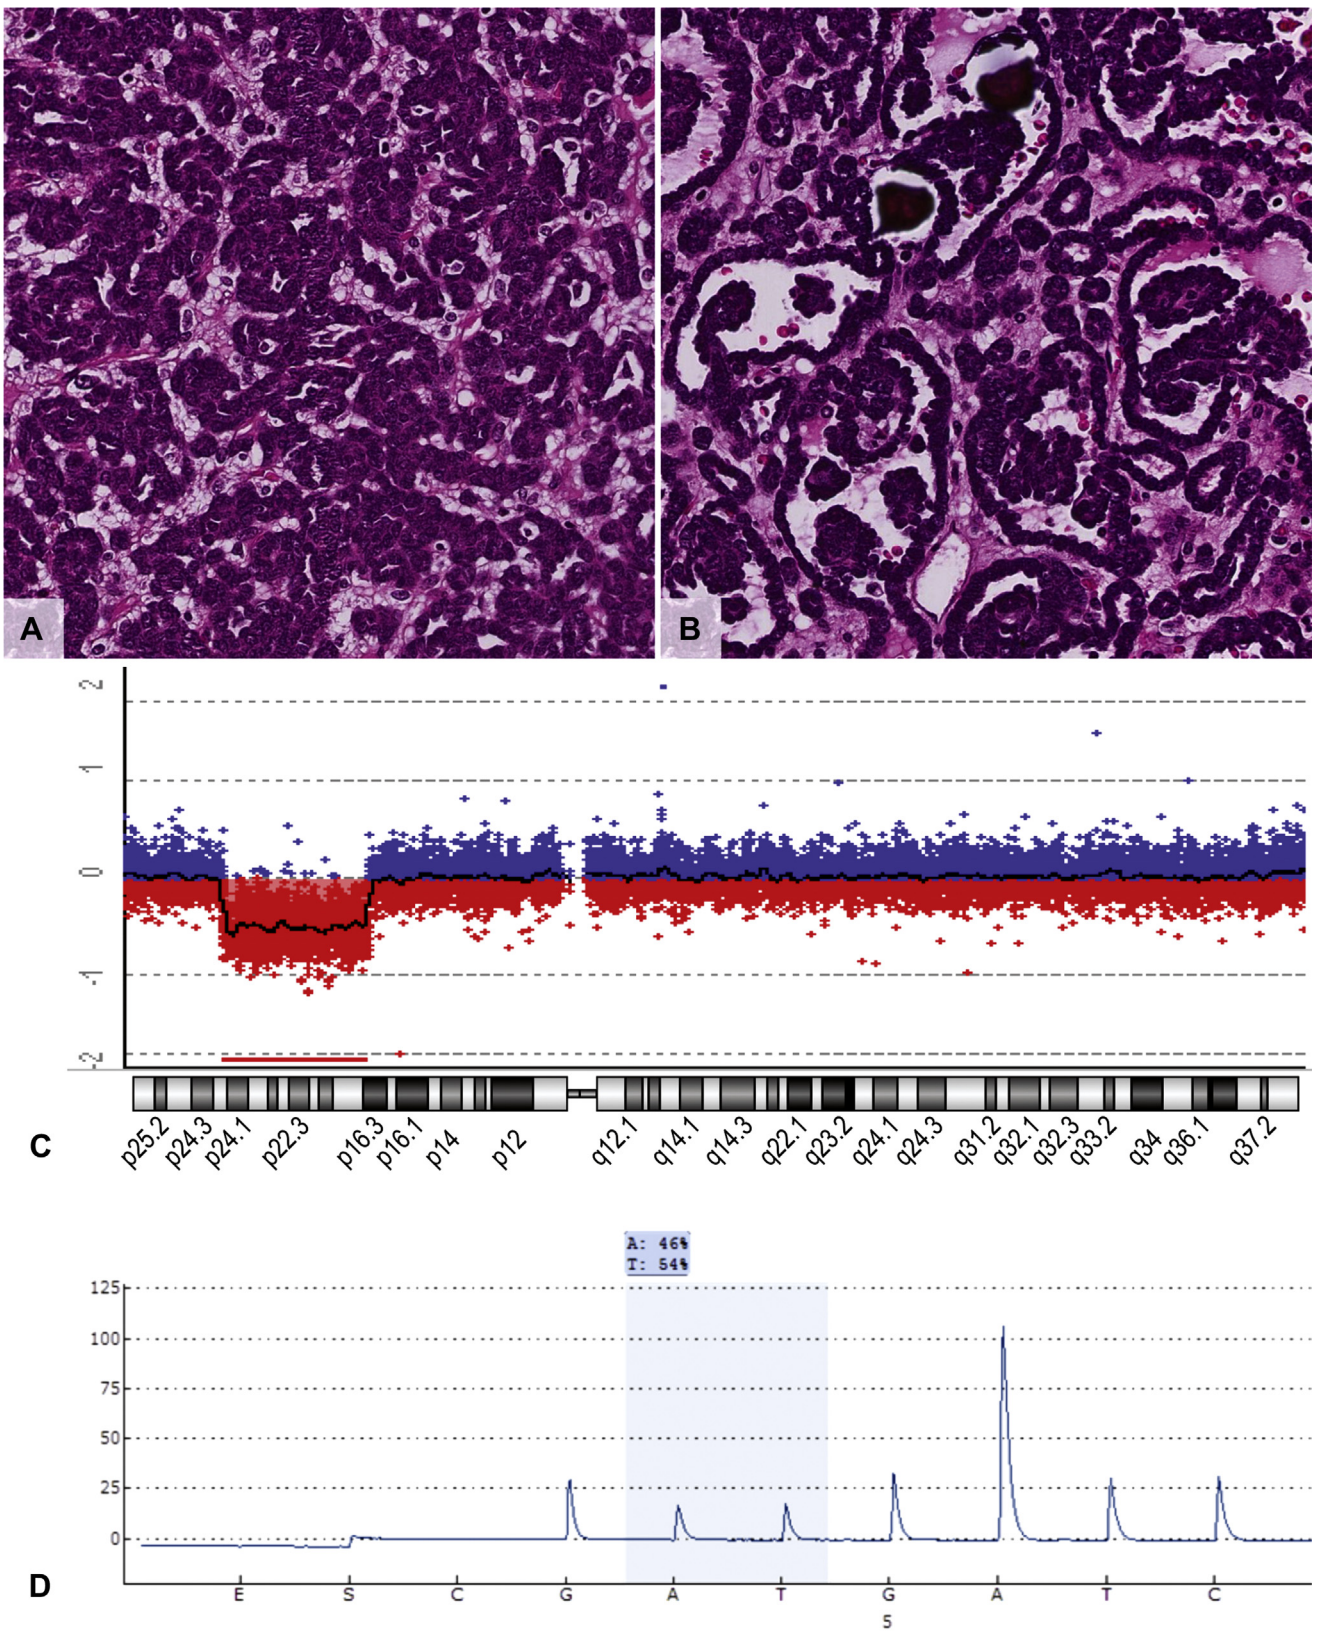 A
B
2
1
0
-1
-2
C
p25.2 p24.3 p24.1 p22.3 p16.3 p16.1 p14 p12 q12.1 q14.1 q14.3 q22.1 q23.2 q24.1 q24.3 q31.2 q32.1 q32.3 q33.2 q34 q36.1 q37.2
A: 46%
T: 54%
125
100
75
50
25
0
D
E S C G A T G A T C
5